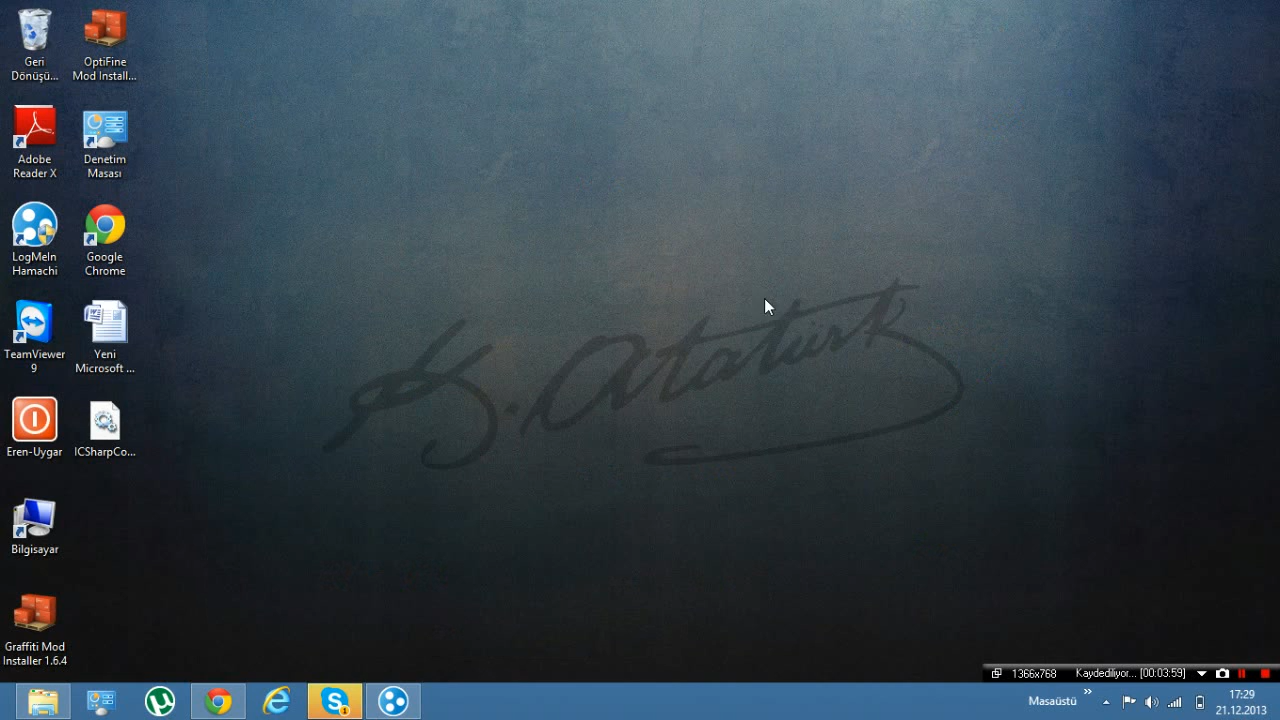 Geri
Dönüşü...
OptiFine
Mod Install...
Adobe
Reader X
Denetim
Masası
LogMeIn
Hamachi
Google
Chrome
TeamViewer
9
Yeni
Microsoft ...
Eren-Uygar
ICSharpCo...
Bilgisayar
Graffiti Mod
Installer 1.6.4
K. Atatürk
1366x768 Kaydediliyor... [00:03:59]
Masaüstü
17:29
21.12.2013